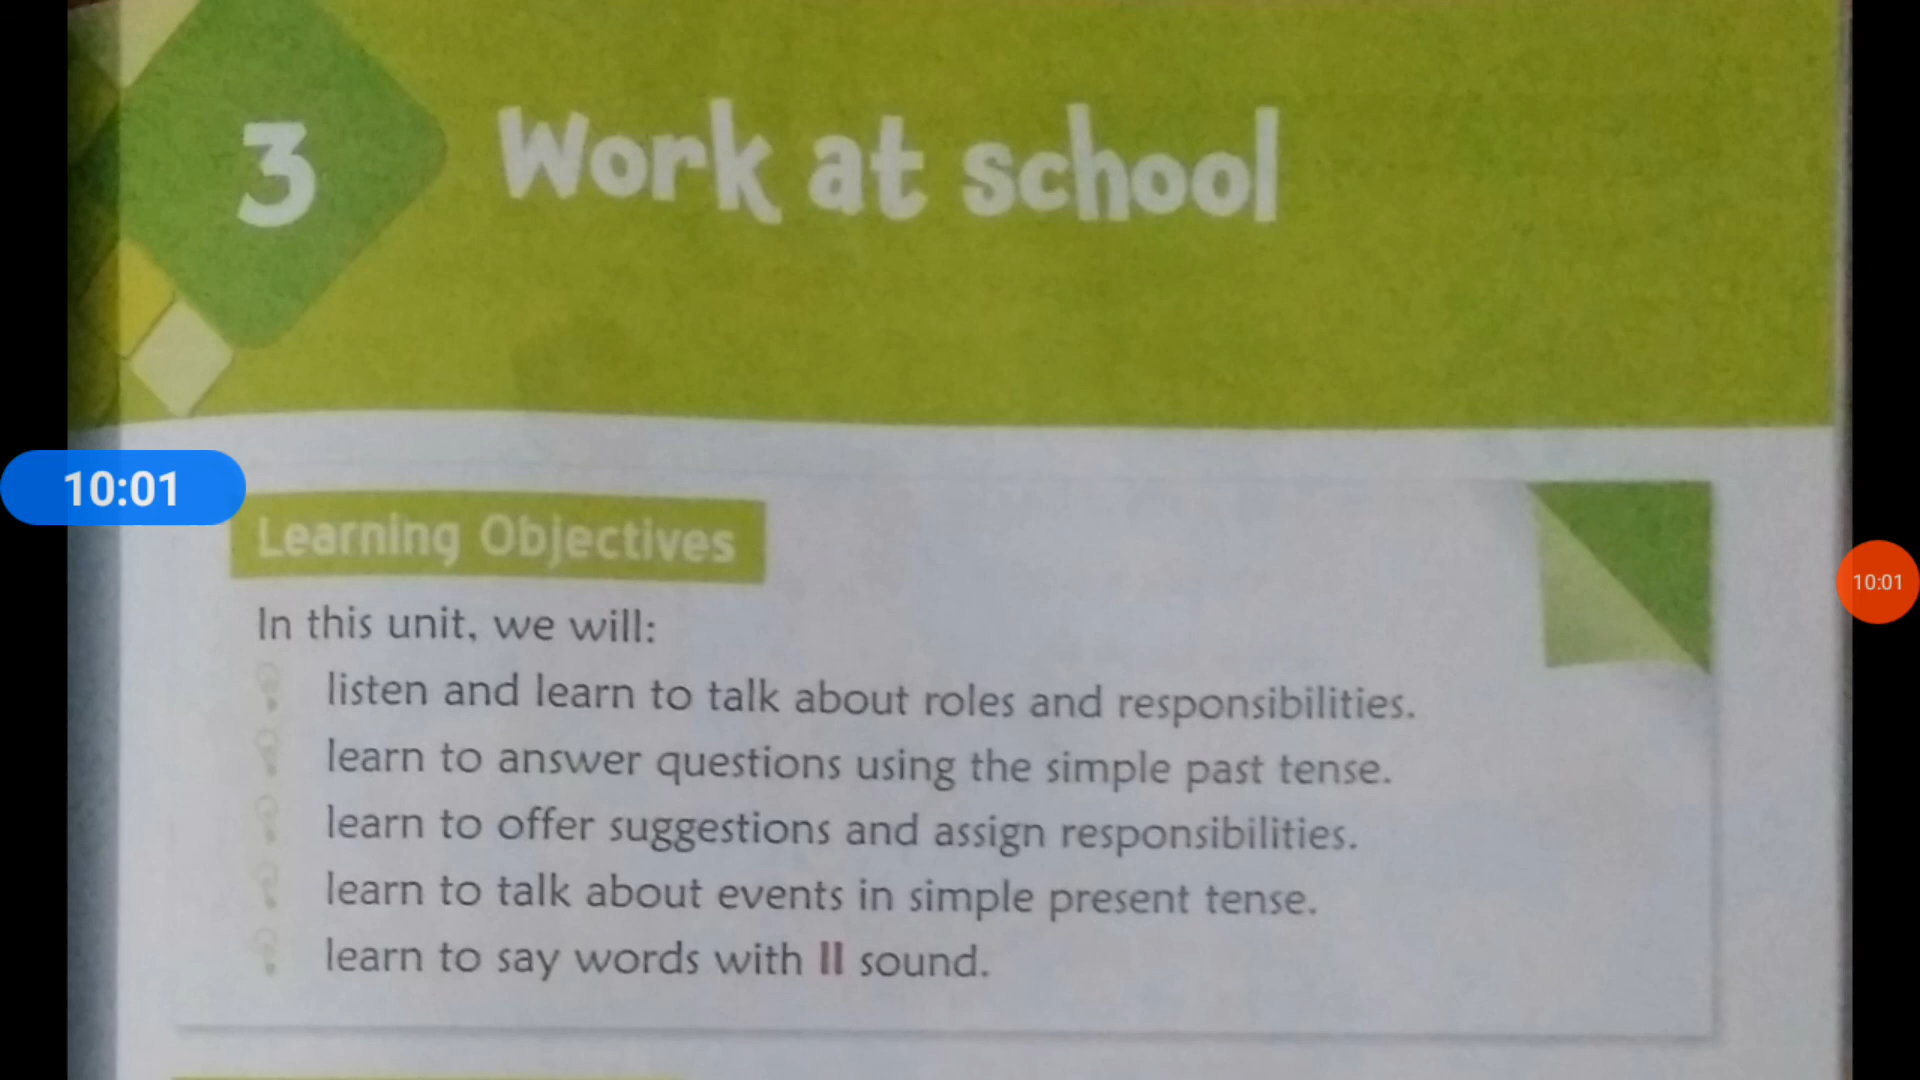 3 Work at school
10:01
Learning Objectives
10:01
In this unit, we will:
listen and learn to talk about roles and responsibilities.
learn to answer questions using the simple past tense.
learn to offer suggestions and assign responsibilities.
learn to talk about events in simple present tense.
learn to say words with ll sound.